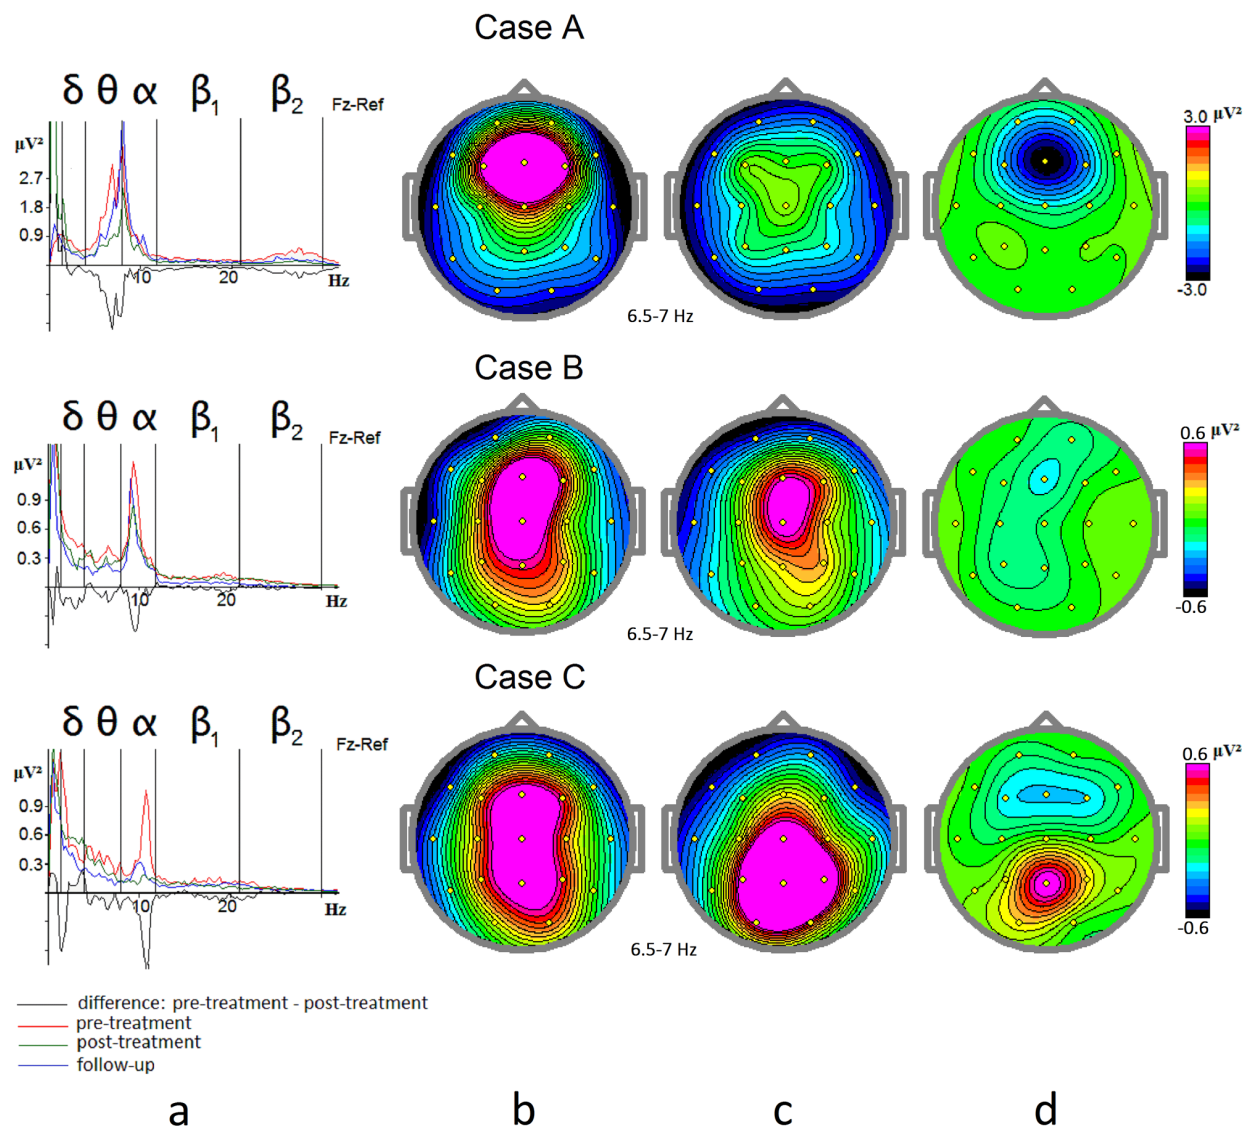 Case A
δ θ α β1 β2 Fz-Ref
μV²
2.7
1.8
0.9
10 20 Hz
3.0 μV²
-3.0
6.5-7 Hz
Case B
δ θ α β1 β2 Fz-Ref
μV²
0.9
0.6
0.3
10 20 Hz
0.6 μV²
-0.6
6.5-7 Hz
Case C
δ θ α β1 β2 Fz-Ref
μV²
0.9
0.6
0.3
10 20 Hz
0.6 μV²
-0.6
6.5-7 Hz
difference: pre-treatment - post-treatment
pre-treatment
post-treatment
follow-up
a b c d